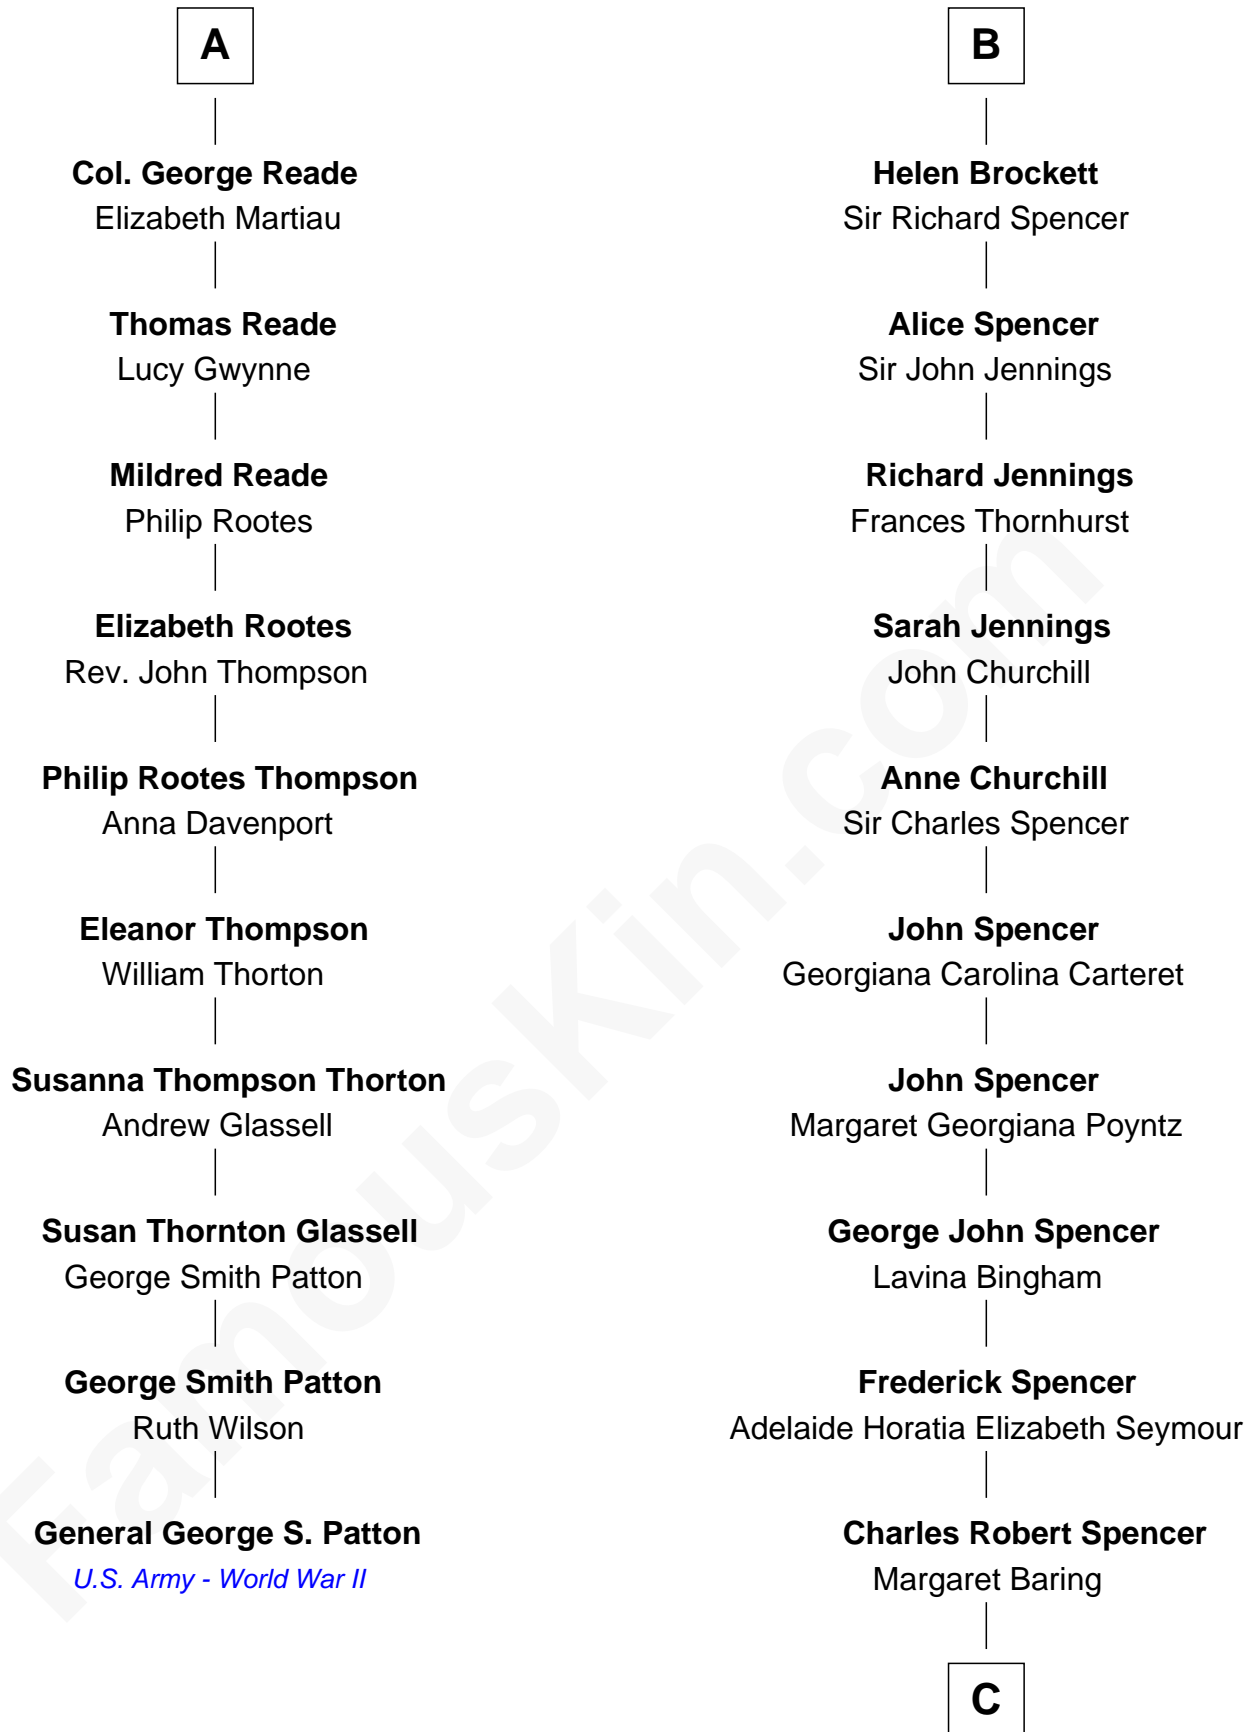 A
Col. George Reade
Elizabeth Martiau
Thomas Reade
Lucy Gwynne
Mildred Reade
Philip Rootes
Elizabeth Rootes
Rev. John Thompson
Philip Rootes Thompson
Anna Davenport
Eleanor Thompson
William Thorton
Susanna Thompson Thorton
Andrew Glassell
Susan Thornton Glassell
George Smith Patton
George Smith Patton
Ruth Wilson
General George S. Patton
U.S. Army - World War II
B
Helen Brockett
Sir Richard Spencer
Alice Spencer
Sir John Jennings
Richard Jennings
Frances Thornhurst
Sarah Jennings
John Churchill
Anne Churchill
Sir Charles Spencer
John Spencer
Georgiana Carolina Carteret
John Spencer
Margaret Georgiana Poyntz
George John Spencer
Lavina Bingham
Frederick Spencer
Adelaide Horatia Elizabeth Seymour
Charles Robert Spencer
Margaret Baring
C
FamousKin.com